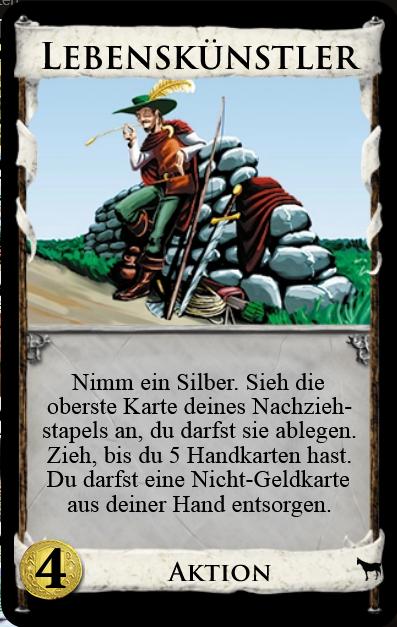 LEBENSKÜNSTLER
Nimm ein Silber. Sieh die
oberste Karte deines Nachzieh-
stapels an, du darfst sie ablegen.
Zieh, bis du 5 Handkarten hast.
Du darfst eine Nicht-Geldkarte
aus deiner Hand entsorgen.
4
AKTION